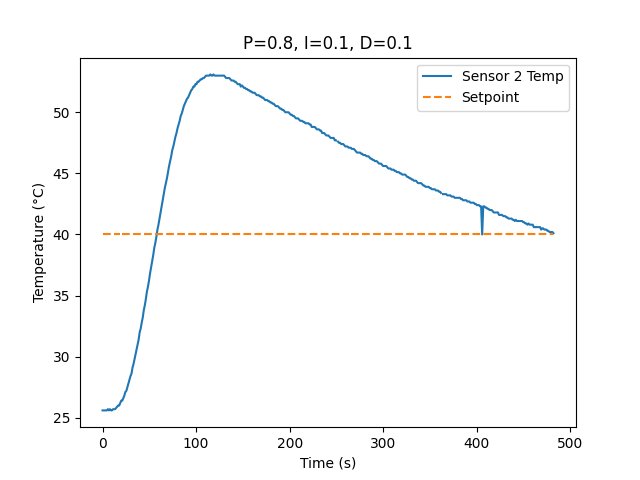 P=0.8, I=0.1, D=0.1
Sensor 2 Temp
Setpoint
Temperature (°C)
50
45
40
35
30
25
0 100 200 300 400 500
Time (s)